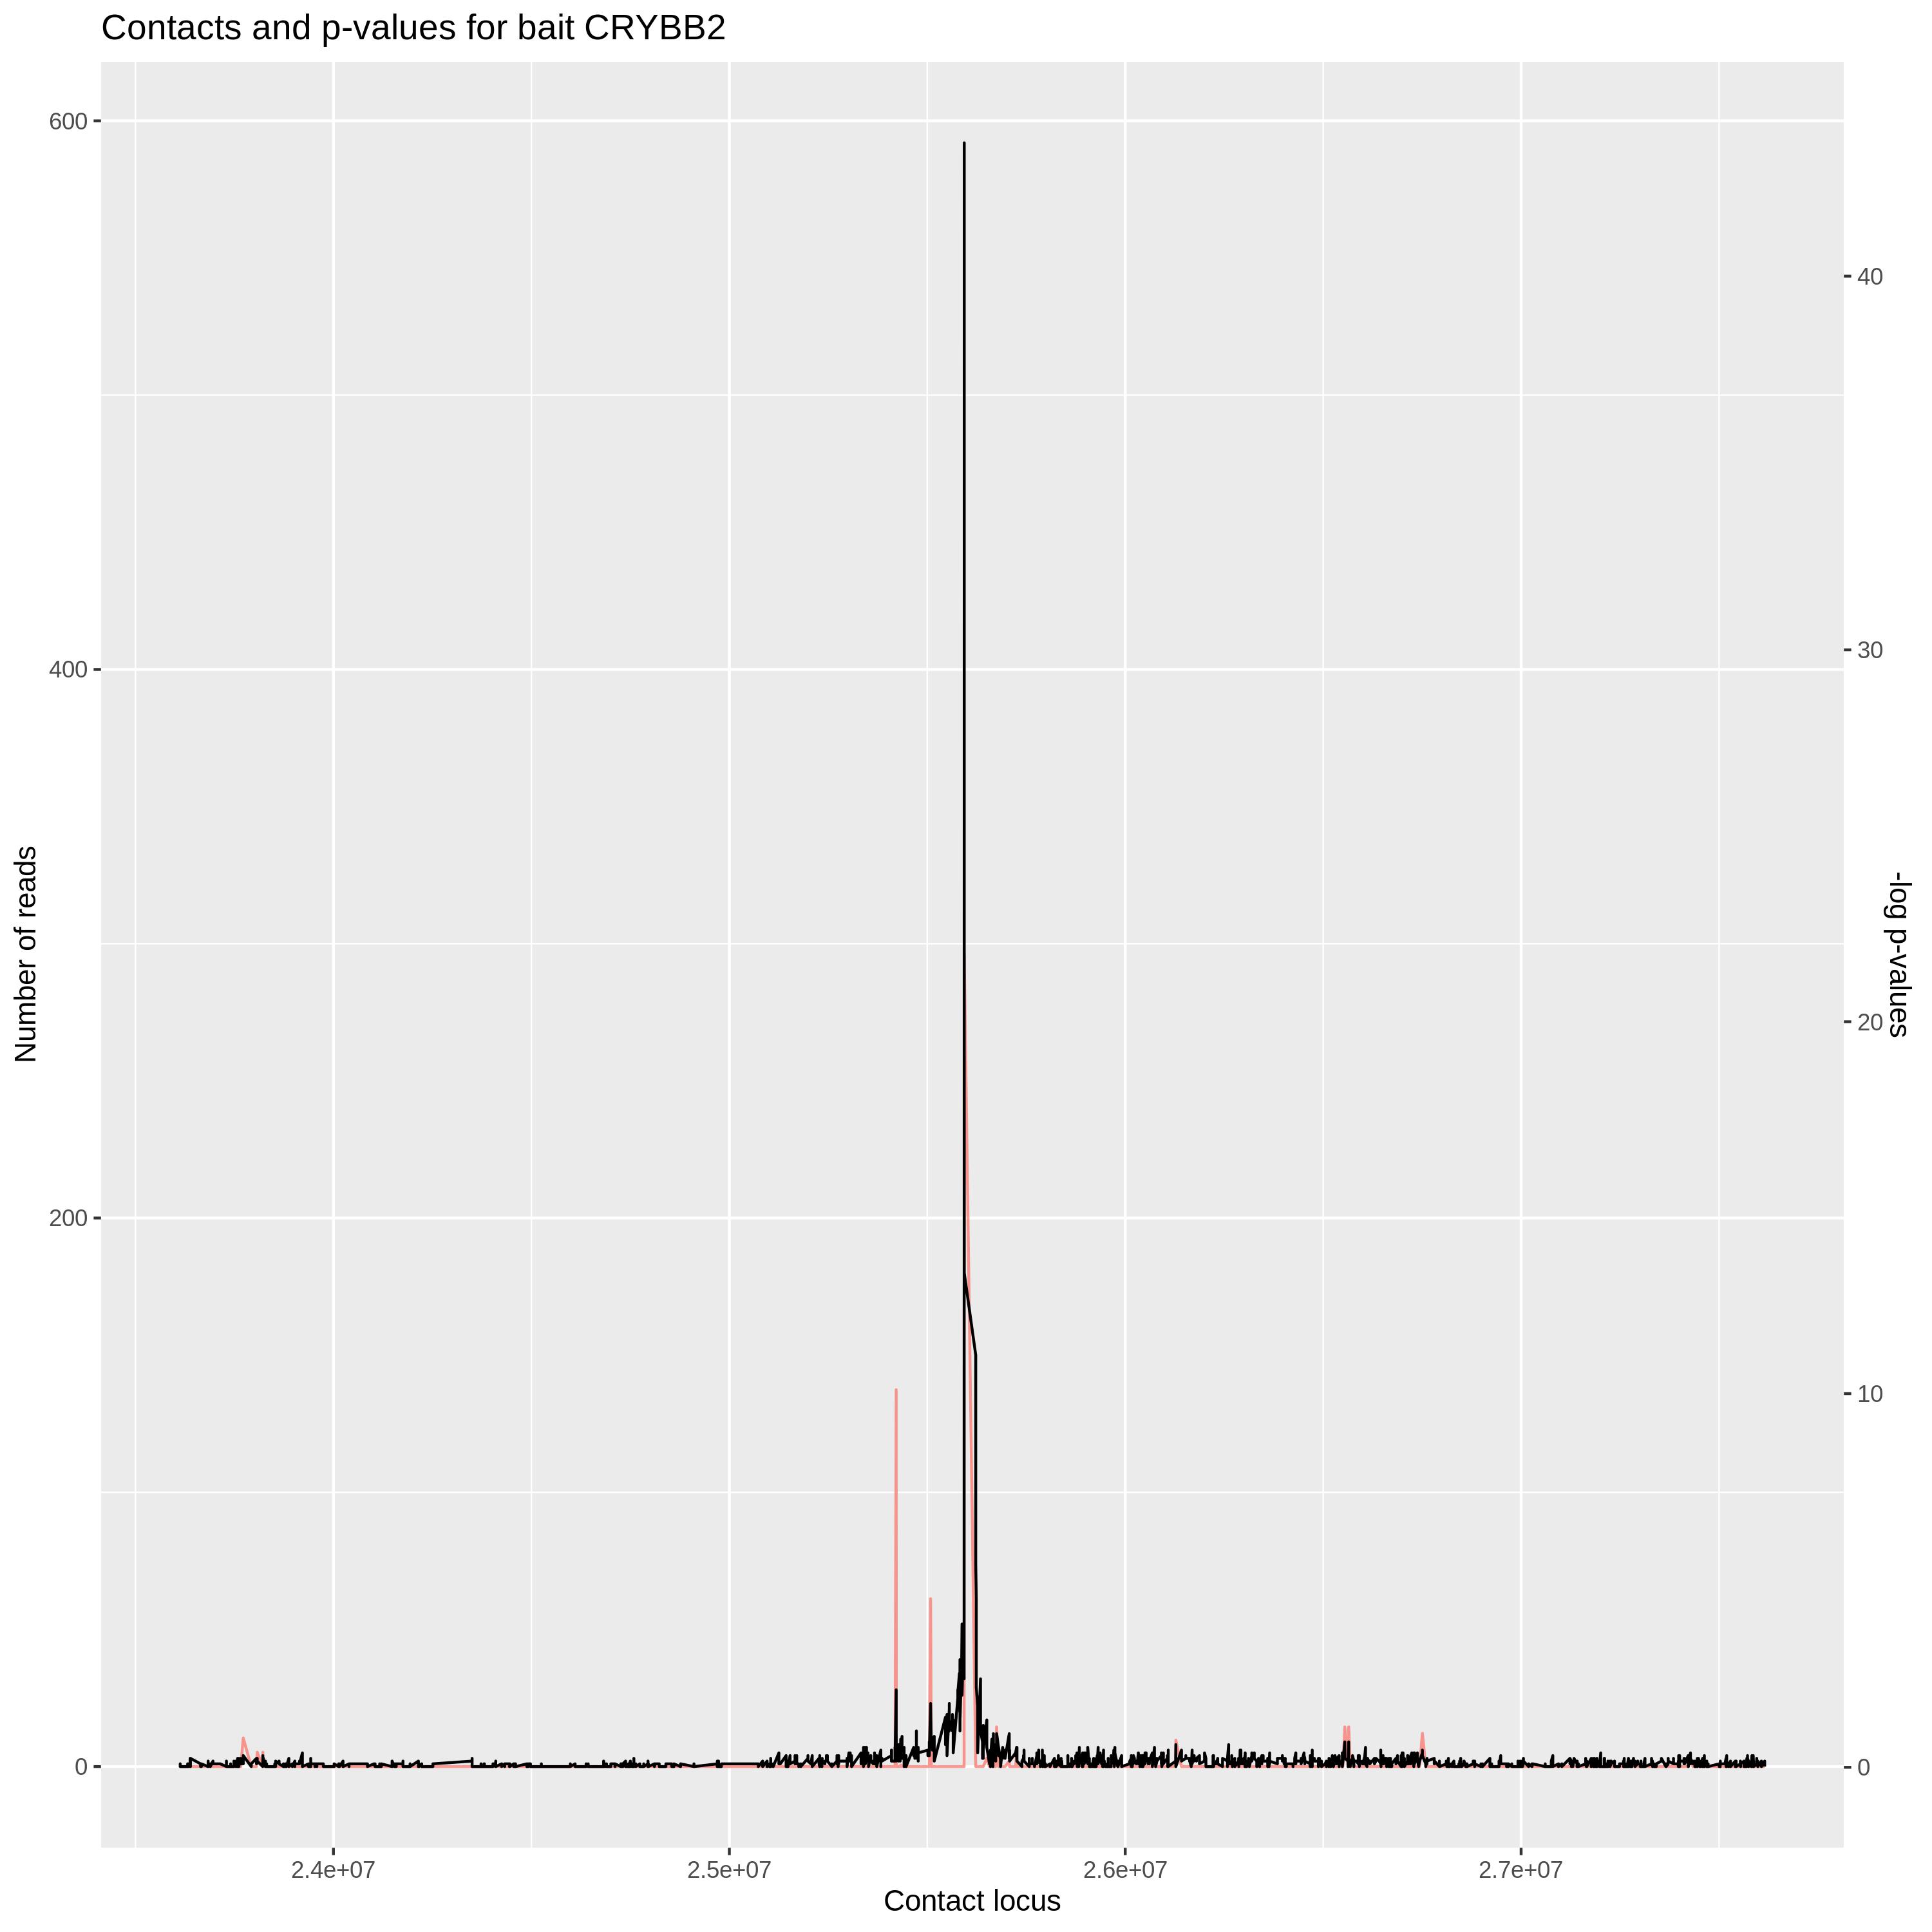 Contacts and p-values for bait CRYBB2
600
400
200
0
Number of reads
40
30
20
10
0
-log p-values
2.4e+07
2.5e+07
2.6e+07
2.7e+07
Contact locus